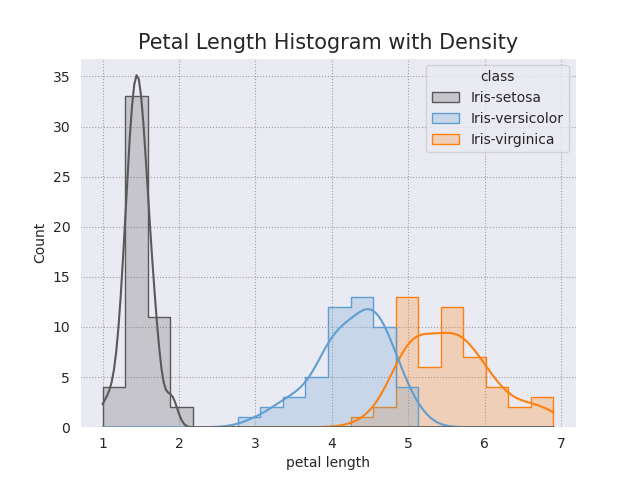 Petal Length Histogram with Density
class
Iris-setosa
Iris-versicolor
Iris-virginica
35
30
25
20
15
10
5
0
Count
1 2 3 4 5 6 7
petal length